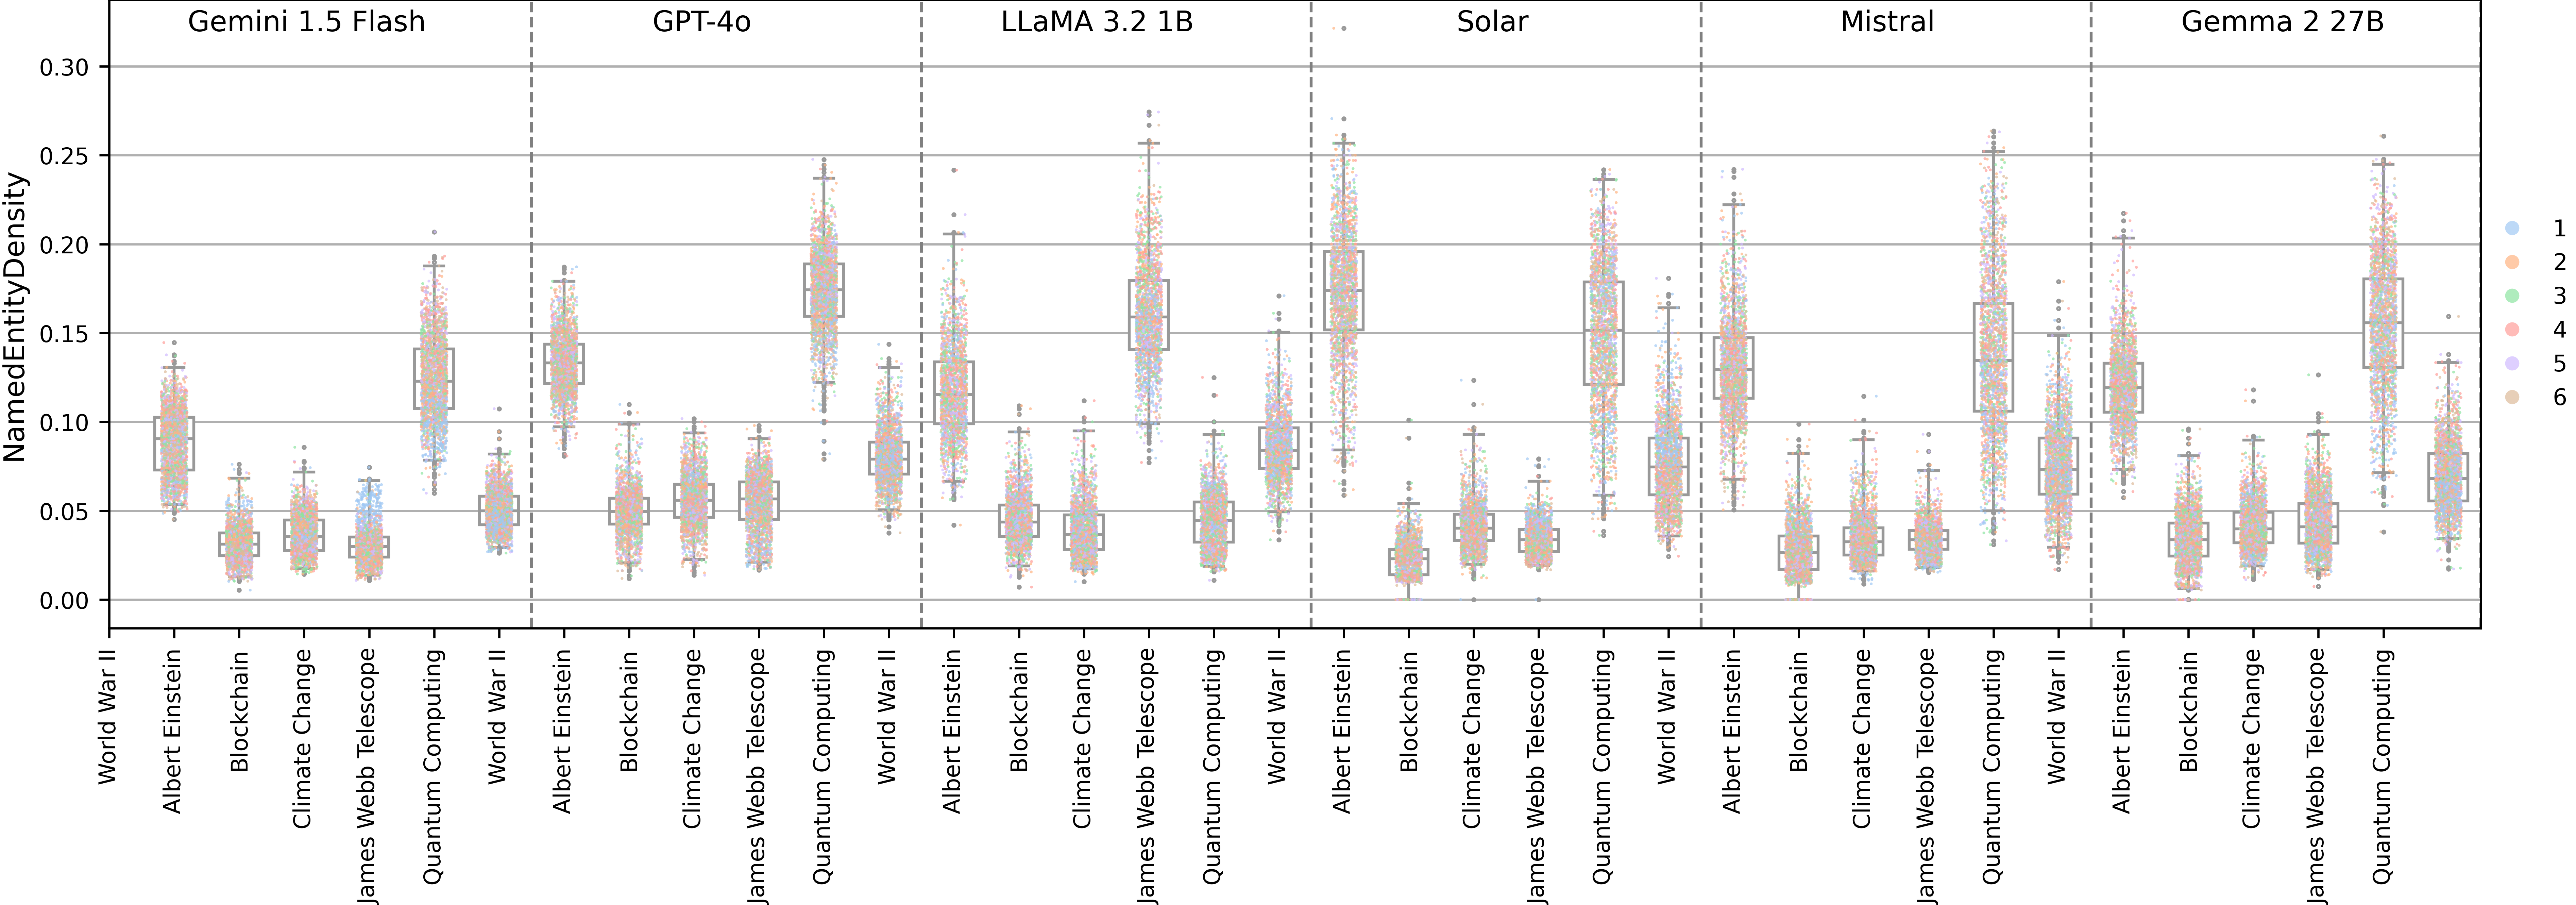 Gemini 1.5 Flash GPT-4o LLaMA 3.2 1B Solar Mistral Gemma 2 27B
NamedEntityDensity
0.30
0.25
0.20
0.15
0.10
0.05
0.00
World War II
Albert Einstein
Blockchain
Climate Change
James Webb Telescope
Quantum Computing
World War II
Albert Einstein
Blockchain
Climate Change
James Webb Telescope
Quantum Computing
World War II
Albert Einstein
Blockchain
Climate Change
James Webb Telescope
Quantum Computing
World War II
Albert Einstein
Blockchain
Climate Change
James Webb Telescope
Quantum Computing
World War II
Albert Einstein
Blockchain
Climate Change
James Webb Telescope
Quantum Computing
World War II
Albert Einstein
Blockchain
Climate Change
James Webb Telescope
Quantum Computing
1
2
3
4
5
6